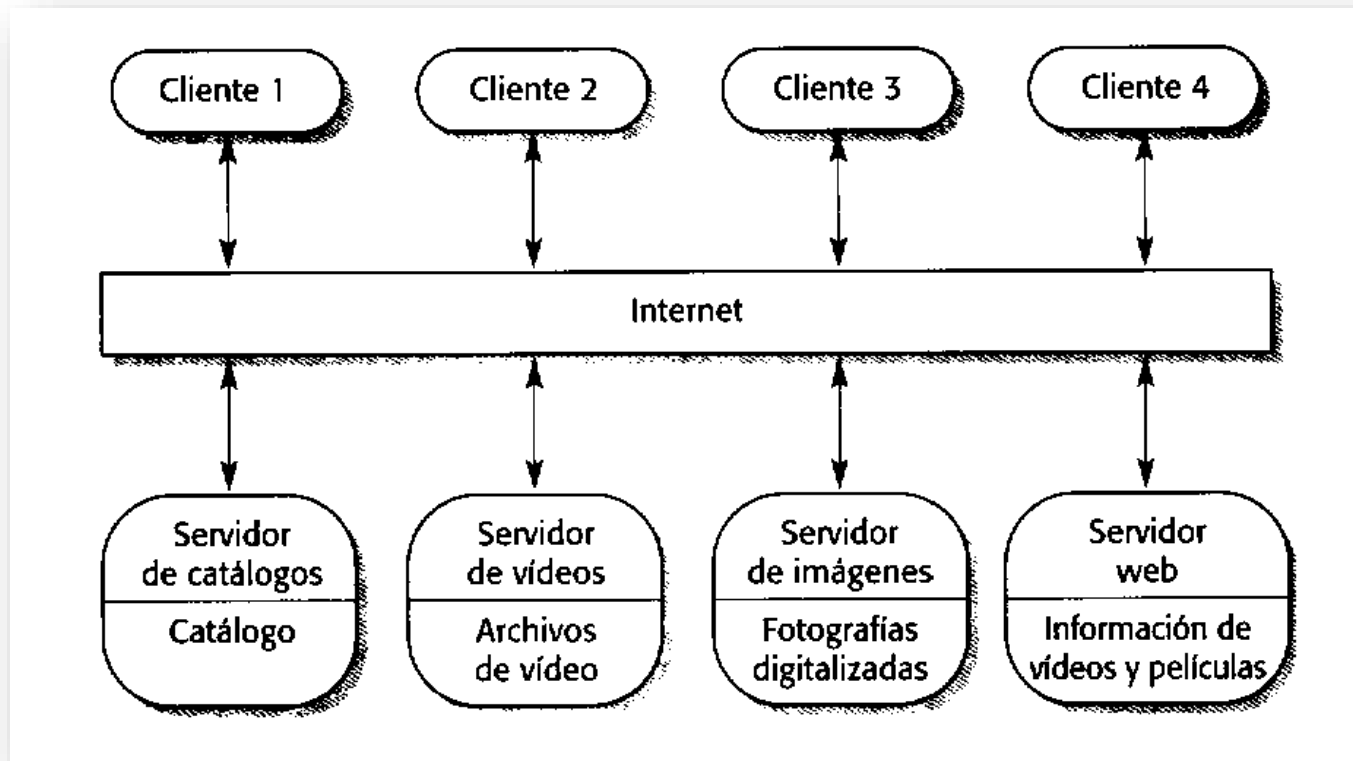 Cliente 1
Cliente 2
Cliente 3
Cliente 4
Internet
Servidor
de catálogos
Catálogo
Servidor
de vídeos
Archivos
de vídeo
Servidor
de imágenes
Fotografías
digitalizadas
Servidor
web
Información de
vídeos y películas